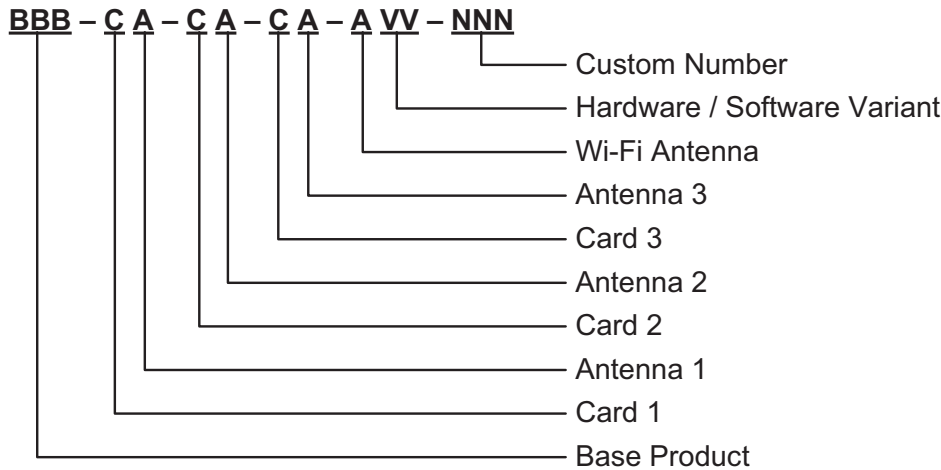 BBB – C A – C A – C A – A VV – NNN
Custom Number
Hardware / Software Variant
Wi-Fi Antenna
Antenna 3
Card 3
Antenna 2
Card 2
Antenna 1
Card 1
Base Product